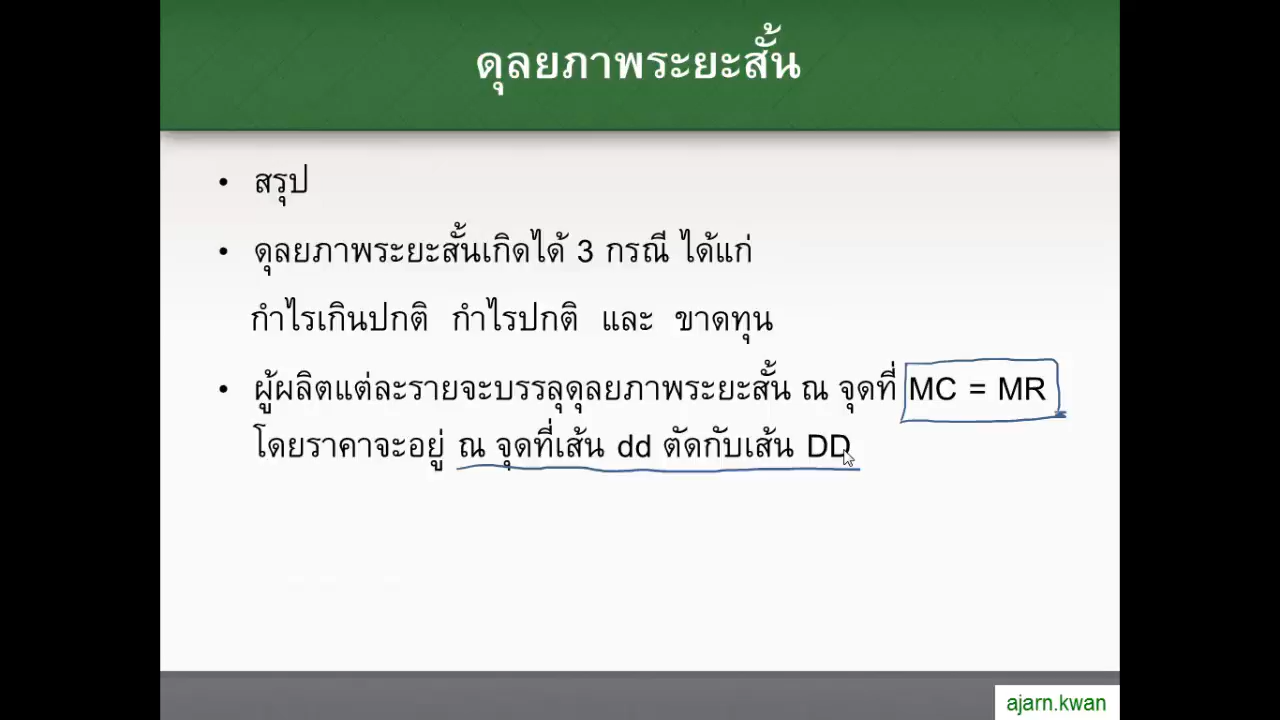 ดุลยภาพระยะสั้น
• สรุป
• ดุลยภาพระยะสั้นเกิดได้ 3 กรณี ได้แก่
กำไรเกินปกติ กำไรปกติ และ ขาดทุน
• ผู้ผลิตแต่ละรายจะบรรลุดุลยภาพระยะสั้น ณ จุดที่ MC = MR
โดยราคาจะอยู่ ณ จุดที่เส้น dd ตัดกับเส้น DD
ajarn.kwan